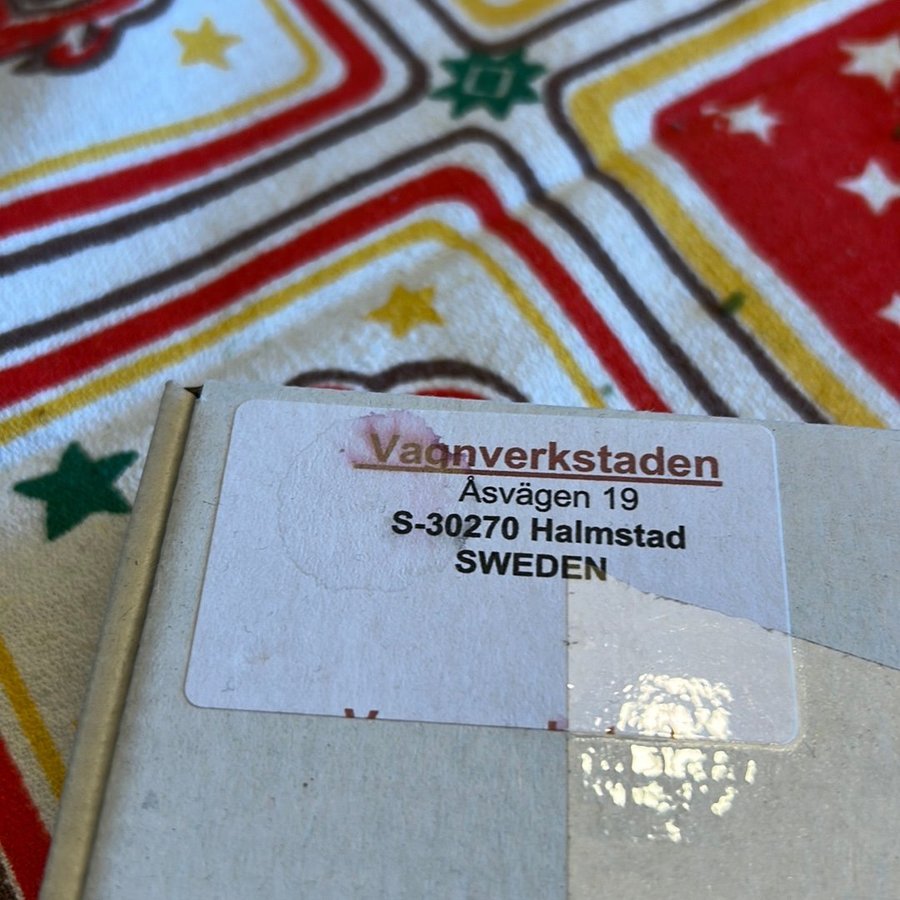 Vagnverkstaden
Åsvägen 19
S-30270 Halmstad
SWEDEN